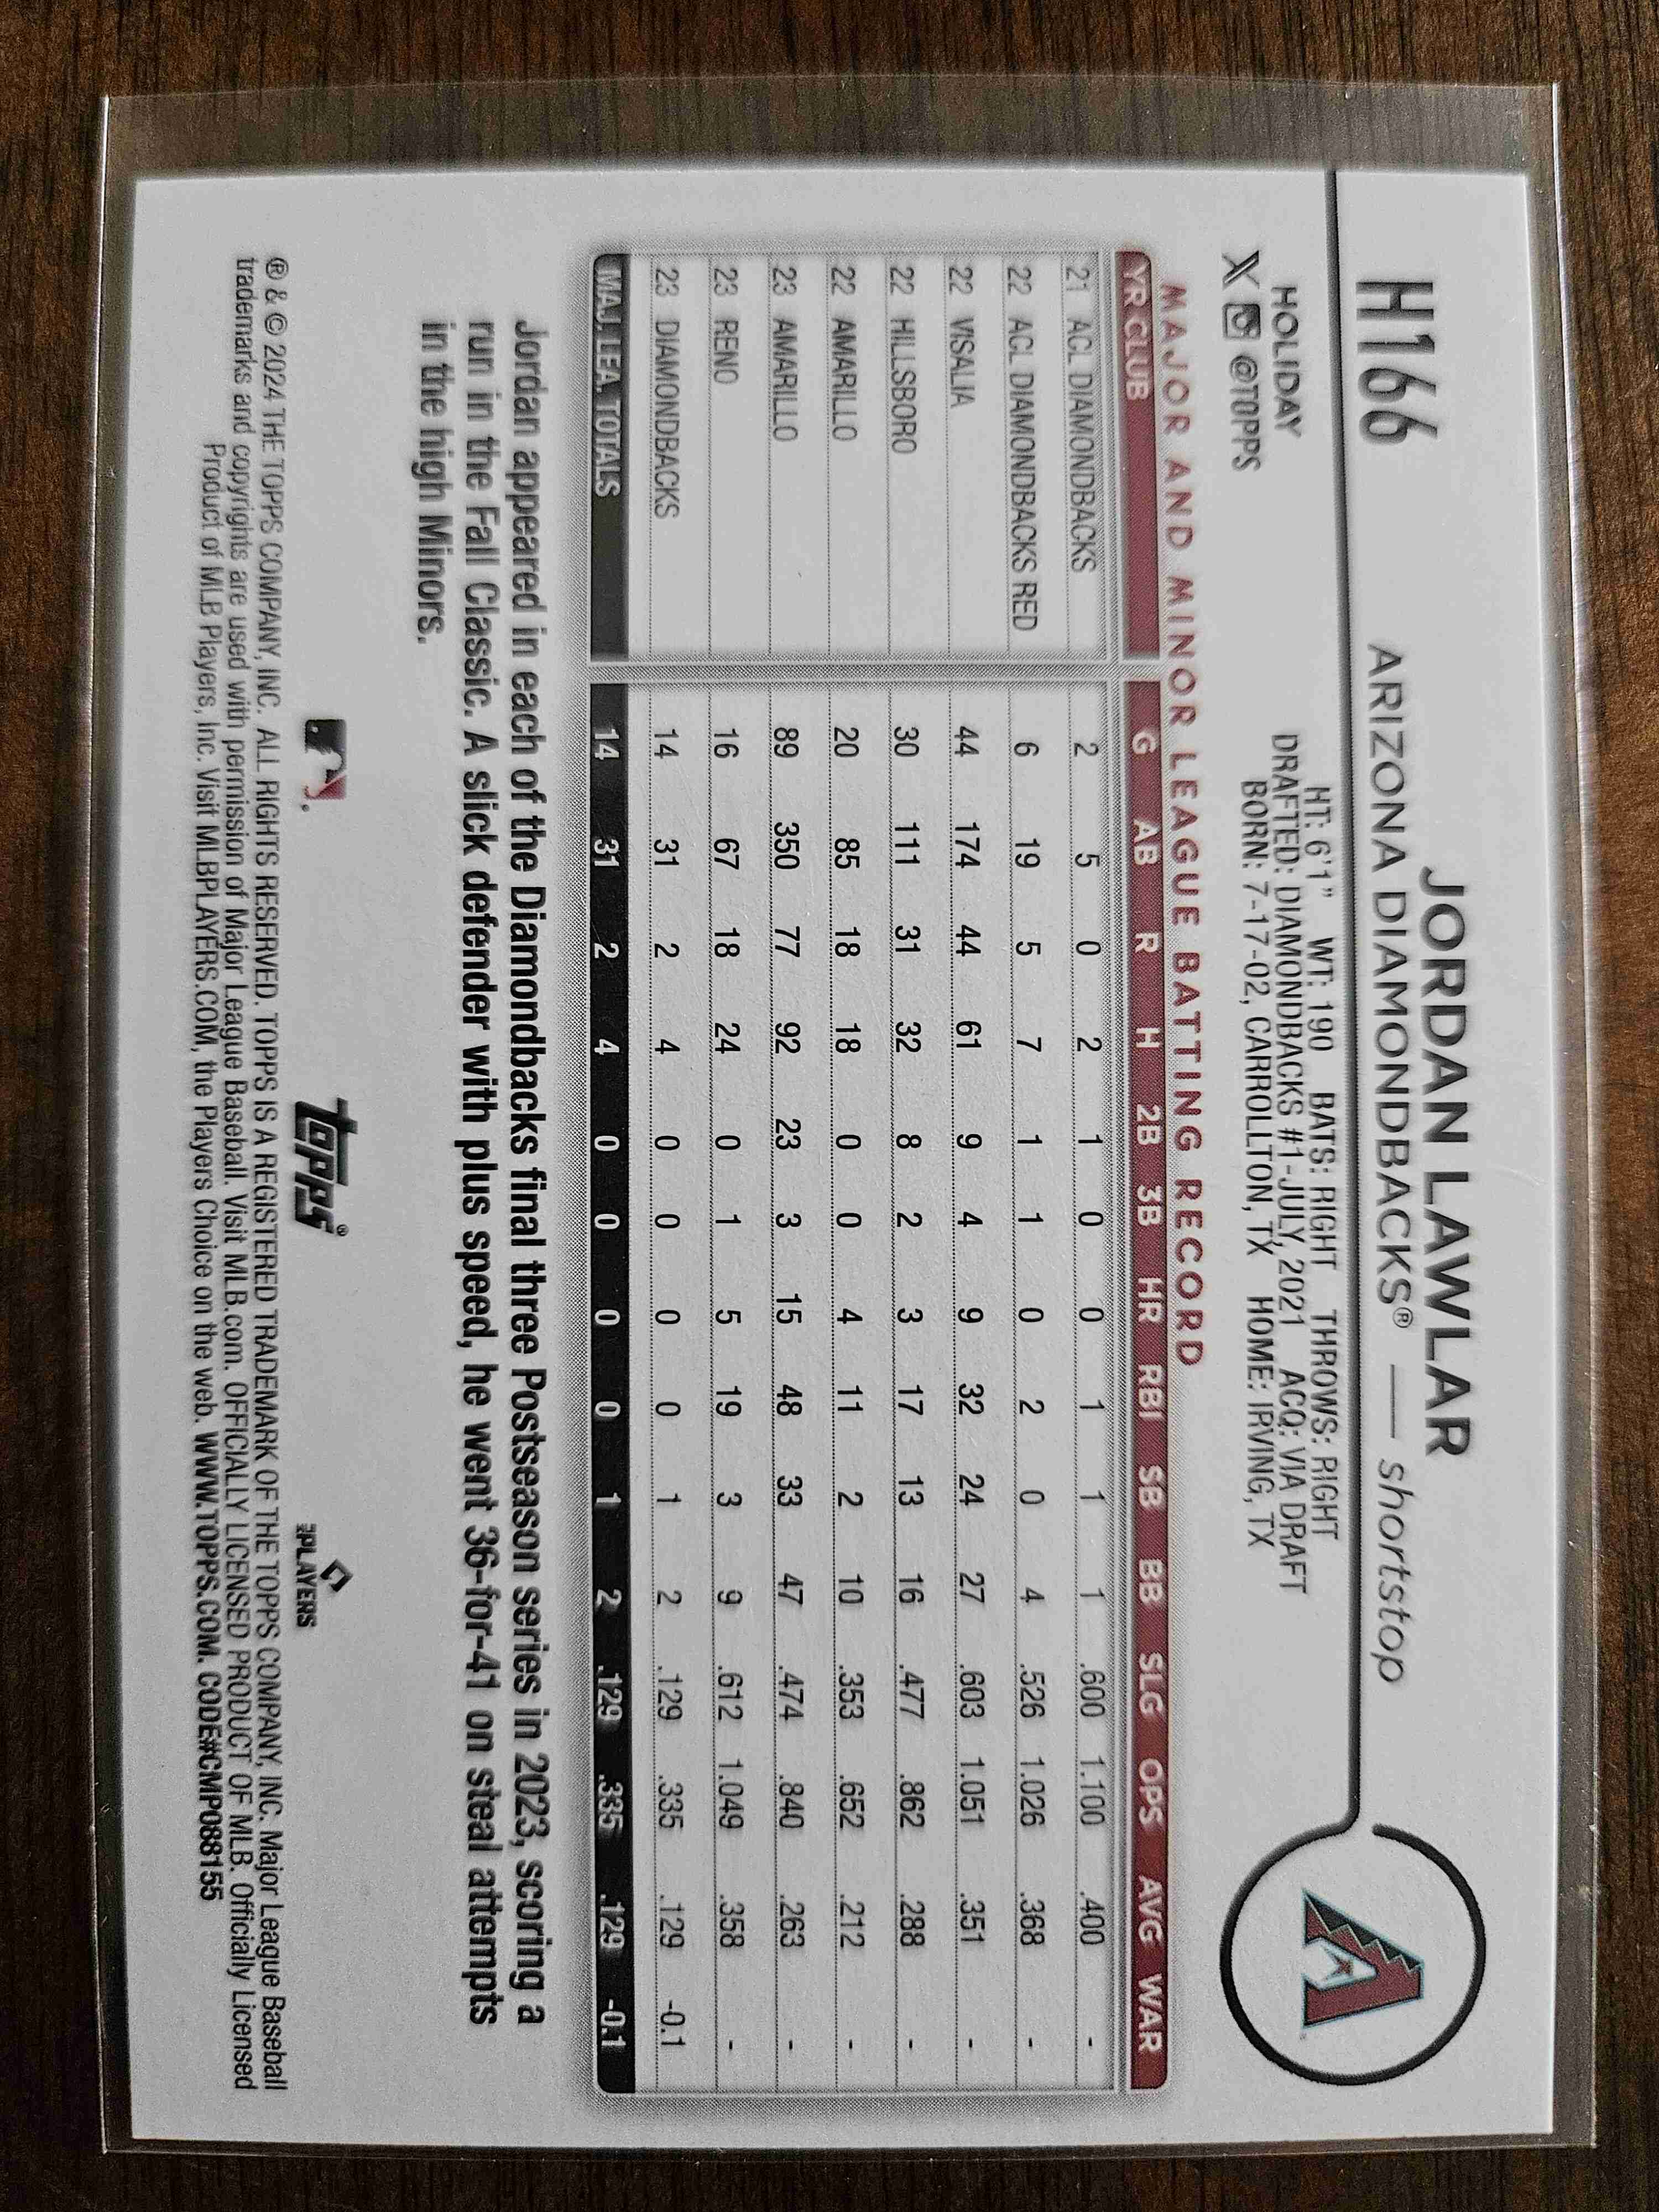 H166
JORDAN LAWLAR
ARIZONA DIAMONDBACKS® — shortstop
HOLIDAY
X @TOPPS
HT: 6'1" WT: 190 BATS: RIGHT THROWS: RIGHT
DRAFTED: DIAMONDBACKS #1-JULY, 2021 ACQ: VIA DRAFT
BORN: 7-17-02, CARROLLTON, TX HOME: IRVING, TX
MAJOR AND MINOR LEAGUE BATTING RECORD
YR CLUB G AB R H 2B 3B HR RBI SB BB SLG OPS AVG WAR
21 ACL DIAMONDBACKS 2 5 0 2 1 0 0 1 1 1 .600 1.100 .400 -
22 ACL DIAMONDBACKS RED 6 19 5 7 1 1 0 2 0 4 .526 1.026 .368 -
22 VISALIA 44 174 44 61 9 4 9 32 24 27 .603 1.051 .351 -
22 HILLSBORO 30 111 31 32 8 2 3 17 13 16 .477 .862 .288 -
22 AMARILLO 20 85 18 18 0 0 4 11 2 10 .353 .652 .212 -
23 AMARILLO 89 350 77 92 23 3 15 48 33 47 .474 .840 .263 -
23 RENO 16 67 18 24 0 1 5 19 3 9 .612 1.049 .358 -
23 DIAMONDBACKS 14 31 2 4 0 0 0 0 1 2 .129 .335 .129 -0.1
MAJ. LEA. TOTALS 14 31 2 4 0 0 0 0 1 2 .129 .335 .129 -0.1
Jordan appeared in each of the Diamondbacks final three Postseason series in 2023, scoring a
run in the Fall Classic. A slick defender with plus speed, he went 36-for-41 on steal attempts
in the high Minors.
topps®
PLAYERS
® & © 2024 THE TOPPS COMPANY, INC. ALL RIGHTS RESERVED. TOPPS IS A REGISTERED TRADEMARK OF THE TOPPS COMPANY, INC. Major League Baseball
trademarks and copyrights are used with permission of Major League Baseball. Visit MLB.com. OFFICIALLY LICENSED PRODUCT OF MLB. Officially Licensed
Product of MLB Players, Inc. Visit MLBPLAYERS.COM, the Players Choice on the web. WWW.TOPPS.COM. CODE#CMP088155